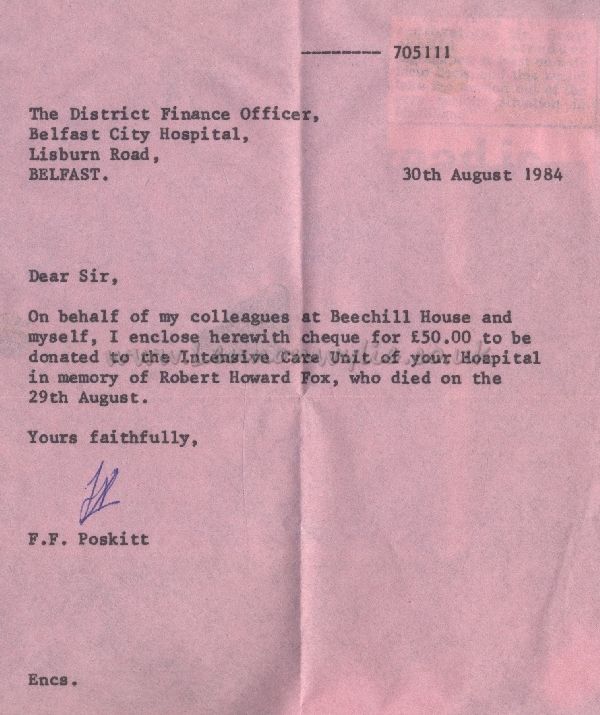 -------- 705111
The District Finance Officer,
Belfast City Hospital,
Lisburn Road,
BELFAST.
30th August 1984
Dear Sir,
On behalf of my colleagues at Beechill House and
myself, I enclose herewith cheque for £50.00 to be
donated to the Intensive Care Unit of your Hospital
in memory of Robert Howard Fox, who died on the
29th August.
Yours faithfully,
F.F. Poskitt
Encs.